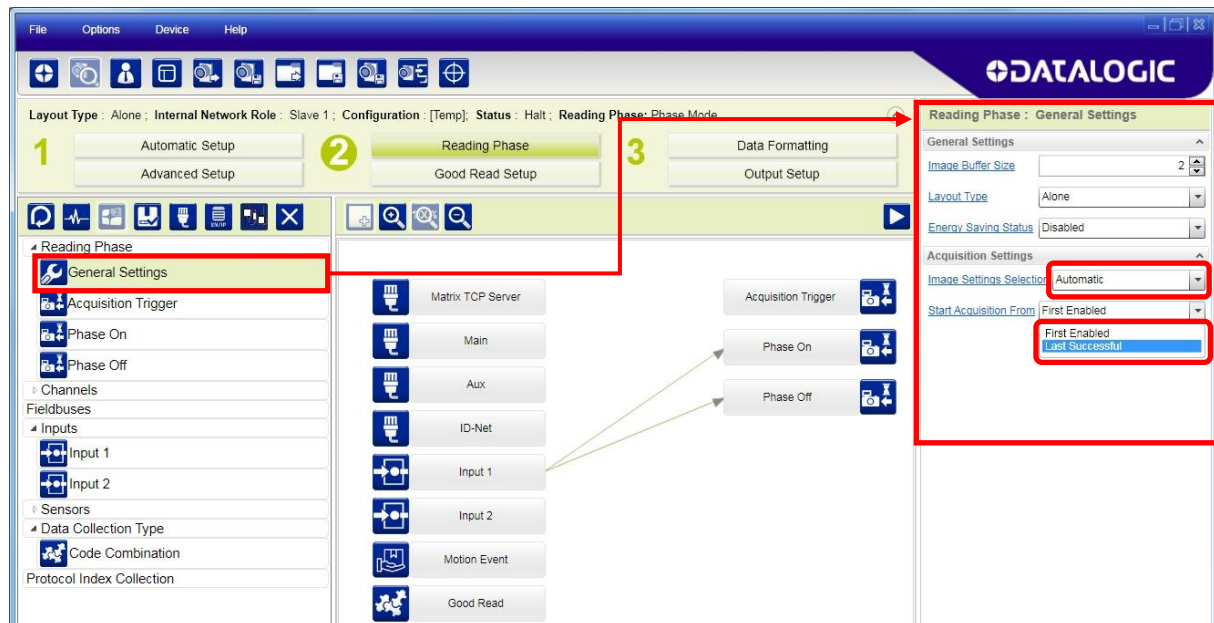 File Options Device Help
DATALOGIC
Layout Type : Alone ; Internal Network Role : Slave 1 ; Configuration : [Temp]; Status : Halt ; Reading Phase: Phase Mode
1
Automatic Setup
Advanced Setup
2
Reading Phase
Good Read Setup
3
Data Formatting
Output Setup
EN/IP
Reading Phase
General Settings
Acquisition Trigger
Phase On
Phase Off
Channels
Fieldbuses
Inputs
Input 1
Input 2
Sensors
Data Collection Type
Code Combination
Protocol Index Collection
100%
Matrix TCP Server
Main
Aux
ID-Net
Input 1
Input 2
Motion Event
Good Read
Acquisition Trigger
Phase On
Phase Off
Reading Phase : General Settings
General Settings
Image Buffer Size 2
Layout Type Alone
Energy Saving Status Disabled
Acquisition Settings
Image Settings Selection Automatic
Start Acquisition From First Enabled
First Enabled
Last Successful